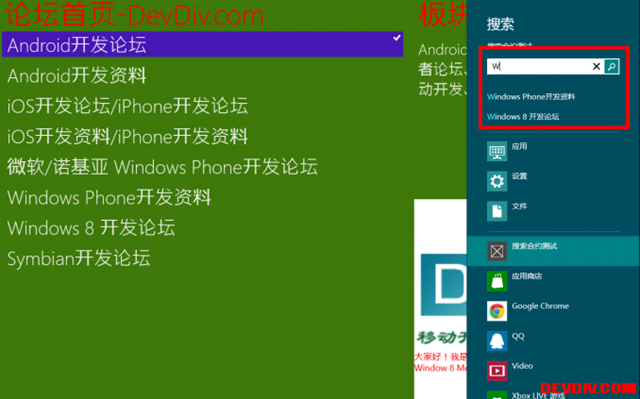 论坛首页-DevDiv.com
Android开发论坛
Android开发资料
iOS开发论坛/iPhone开发论坛
iOS开发资料/iPhone开发资料
微软/诺基亚 Windows Phone开发论坛
Windows Phone开发资料
Windows 8 开发论坛
Symbian开发论坛
板块
Android
者论坛、
动开发、
D
移动开
大家好！我是
Window 8 Me
搜索
搜索合约测试
W
Windows Phone开发资料
Windows 8 开发论坛
应用
设置
文件
搜索合约测试
应用商店
Google Chrome
QQ
Video
Xbox LIVE 游戏
DEVDIV.COM